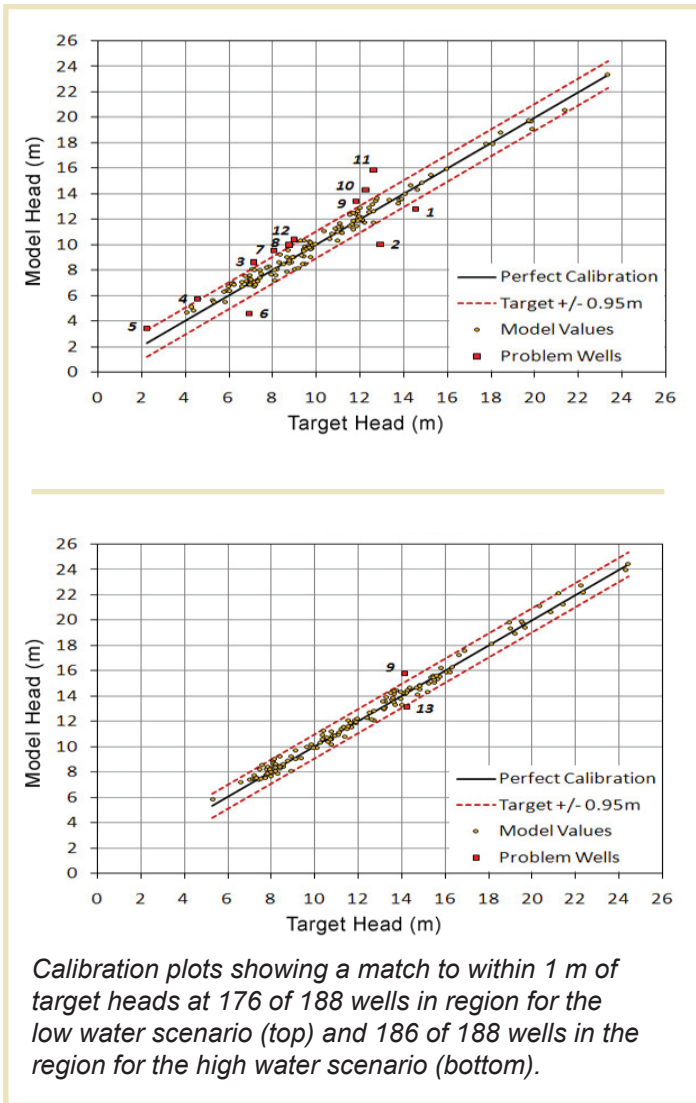 26
24
22
20
18
16
14
12
10
8
6
4
2
0
Model Head (m)
11
10
9
1
12
2
7
8
3
4
5
6
Perfect Calibration
Target +/- 0.95m
Model Values
Problem Wells
0 2 4 6 8 10 12 14 16 18 20 22 24 26
Target Head (m)
26
24
22
20
18
16
14
12
10
8
6
4
2
0
Model Head (m)
9
13
Perfect Calibration
Target +/- 0.95m
Model Values
Problem Wells
0 2 4 6 8 10 12 14 16 18 20 22 24 26
Target Head (m)
Calibration plots showing a match to within 1 m of
target heads at 176 of 188 wells in region for the
low water scenario (top) and 186 of 188 wells in the
region for the high water scenario (bottom).